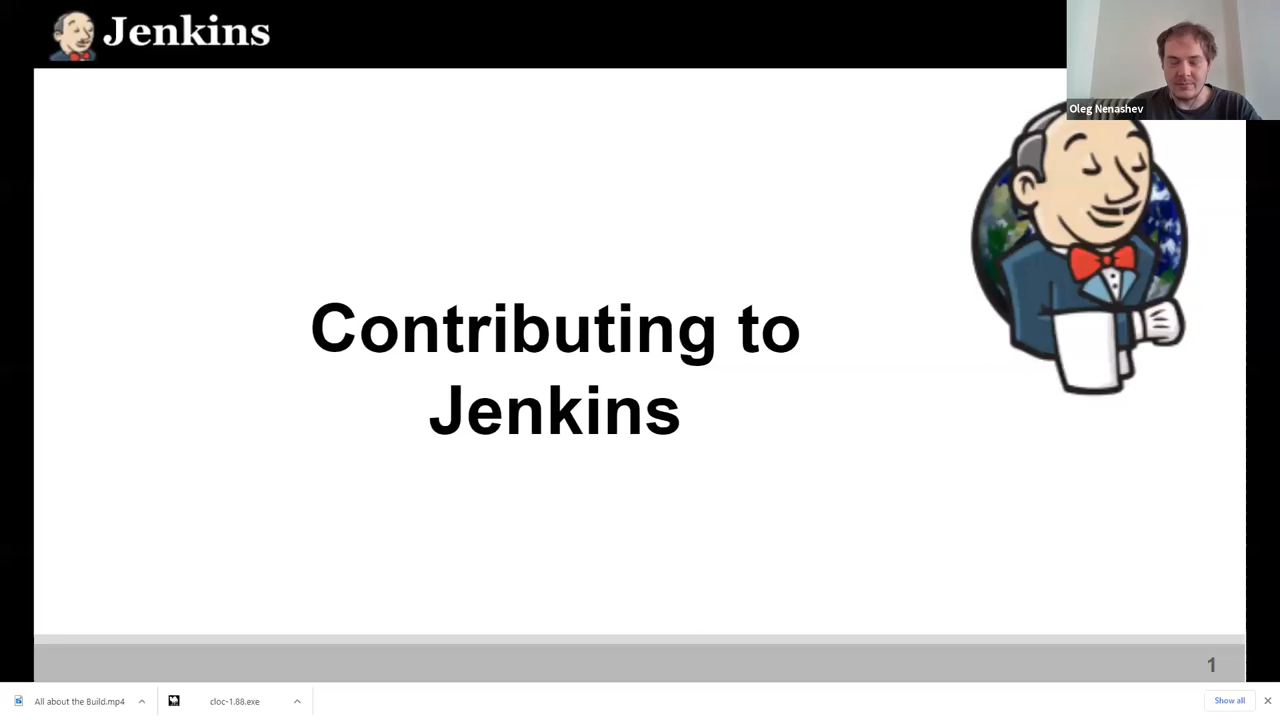 Jenkins
Oleg Nenashev
Contributing to
Jenkins
1
All about the Build.mp4
cloc-1.88.exe
Show all